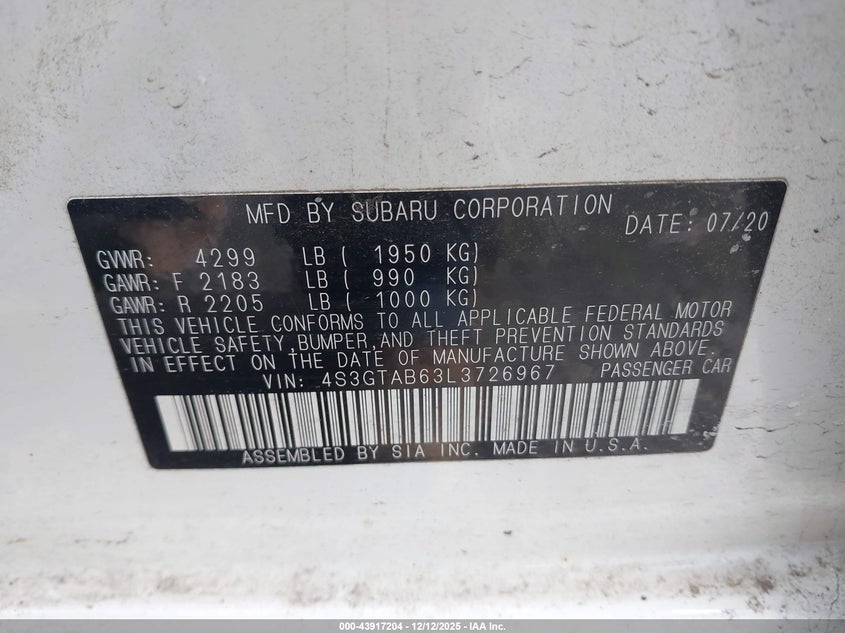 MFD BY SUBARU CORPORATION DATE: 07/20
GVWR: 4299 LB ( 1950 KG)
GAWR: F 2183 LB ( 990 KG)
GAWR: R 2205 LB ( 1000 KG)
THIS VEHICLE CONFORMS TO ALL APPLICABLE FEDERAL MOTOR
VEHICLE SAFETY, BUMPER, AND THEFT PREVENTION STANDARDS
IN EFFECT ON THE DATE OF MANUFACTURE SHOWN ABOVE.
VIN: 4S3GTAB63L3726967 PASSENGER CAR
ASSEMBLED BY SIA INC. MADE IN U.S.A.
000-43917204 - 12/12/2025 - IAA Inc.